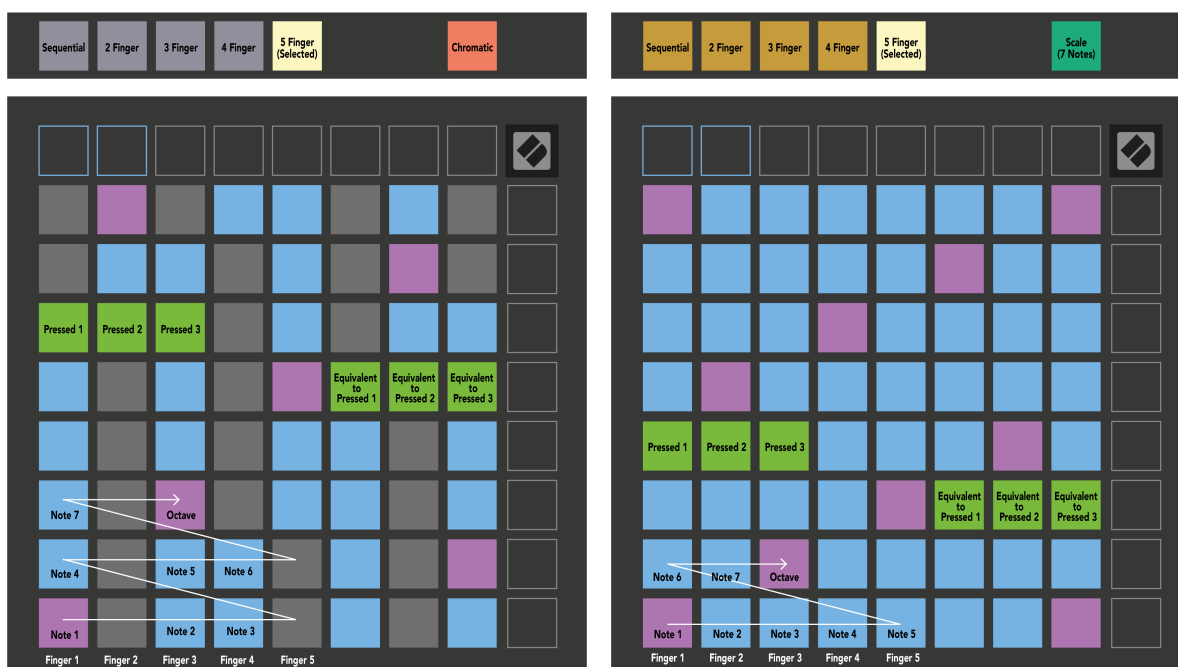 Sequential
2 Finger
3 Finger
4 Finger
5 Finger
(Selected)
Chromatic
Pressed 1
Pressed 2
Pressed 3
Equivalent
to
Pressed 1
Equivalent
to
Pressed 2
Equivalent
to
Pressed 3
Note 7
Octave
Note 4
Note 5
Note 6
Note 1
Note 2
Note 3
Finger 1
Finger 2
Finger 3
Finger 4
Finger 5
Sequential
2 Finger
3 Finger
4 Finger
5 Finger
(Selected)
Scale
(7 Notes)
Pressed 1
Pressed 2
Pressed 3
Equivalent
to
Pressed 1
Equivalent
to
Pressed 2
Equivalent
to
Pressed 3
Note 6
Note 7
Octave
Note 1
Note 2
Note 3
Note 4
Note 5
Finger 1
Finger 2
Finger 3
Finger 4
Finger 5